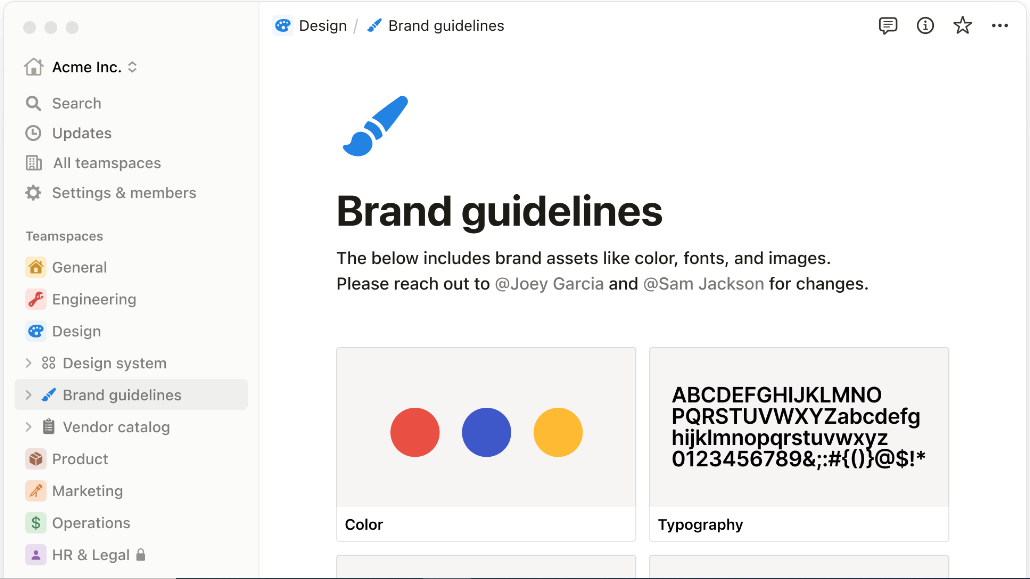 Acme Inc.
Search
Updates
All teamspaces
Settings & members
Teamspaces
General
Engineering
Design
Design system
Brand guidelines
Vendor catalog
Product
Marketing
$ Operations
HR & Legal
Design / Brand guidelines
Brand guidelines
The below includes brand assets like color, fonts, and images.
Please reach out to @Joey Garcia and @Sam Jackson for changes.
Color
ABCDEFGHIJKLMNO
PQRSTUVWXYZabcdefg
hijklmnopqrstuvwxyz
0123456789&;:#{()}@$!*
Typography